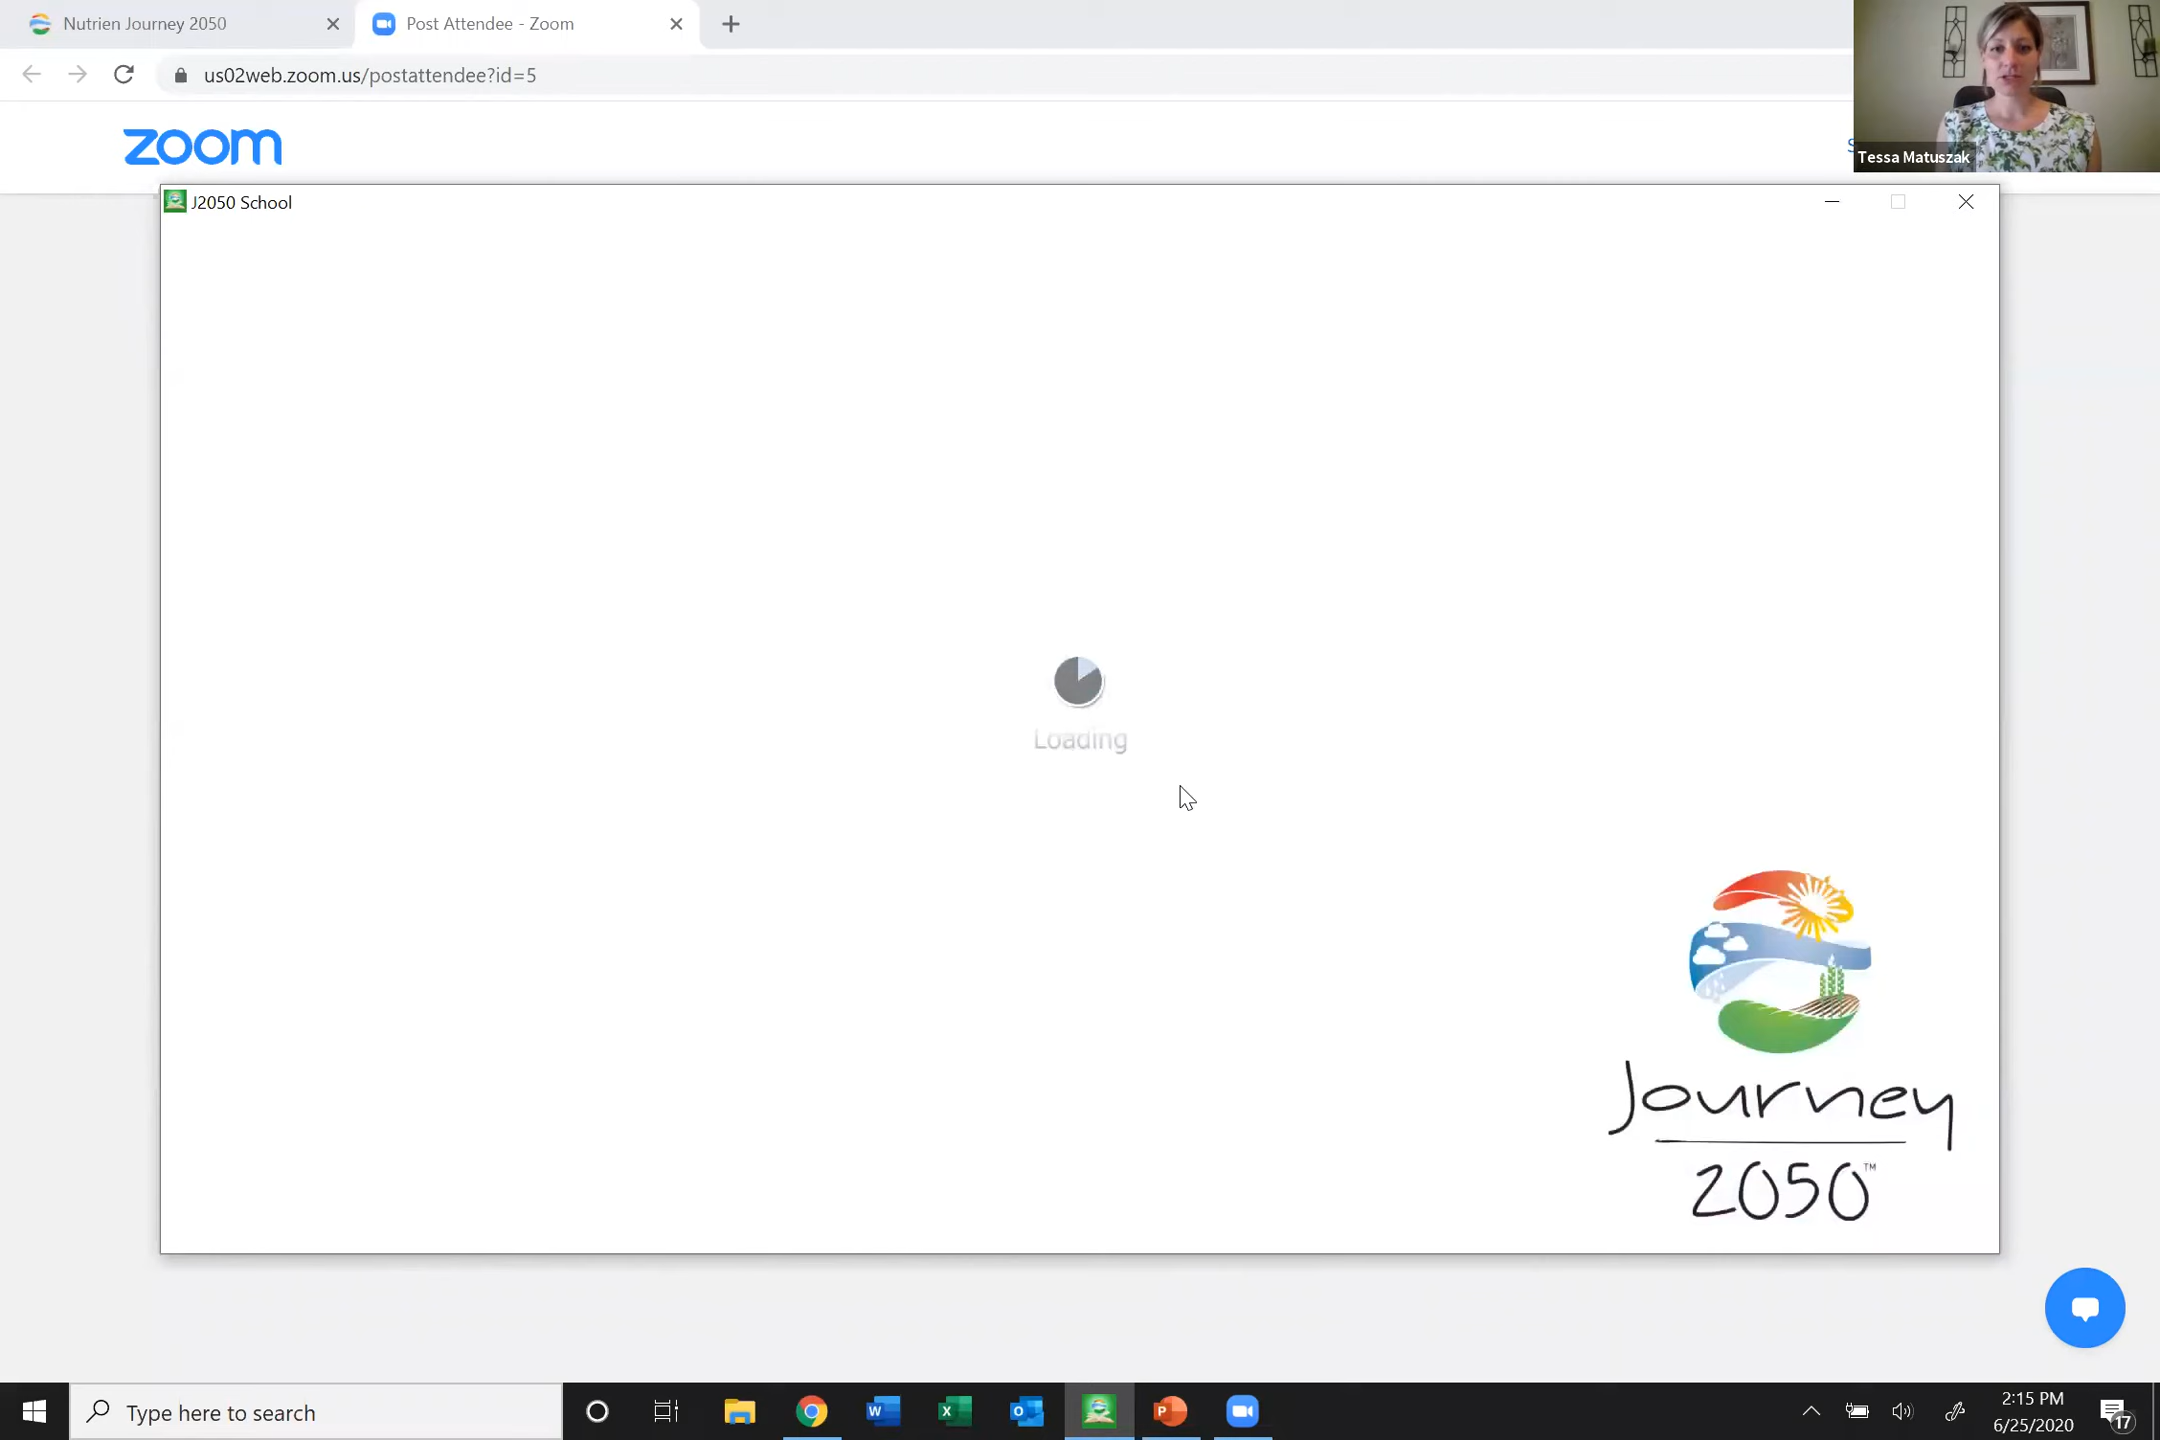 Nutrien Journey 2050
Post Attendee - Zoom
us02web.zoom.us/postattendee?id=5
zoom
Tessa Matuszak
J2050 School
Loading
Journey
2050™
Type here to search
2:15 PM
6/25/2020
17